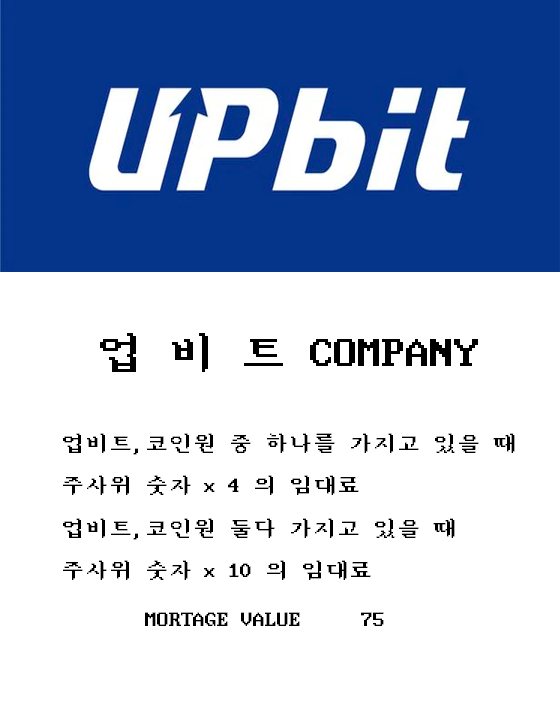 UPbit
업 비 트 COMPANY
업비트,코인원 중 하나를 가지고 있을 때
주사위 숫자 x 4 의 임대료
업비트,코인원 둘다 가지고 있을 때
주사위 숫자 x 10 의 임대료
MORTAGE VALUE 75